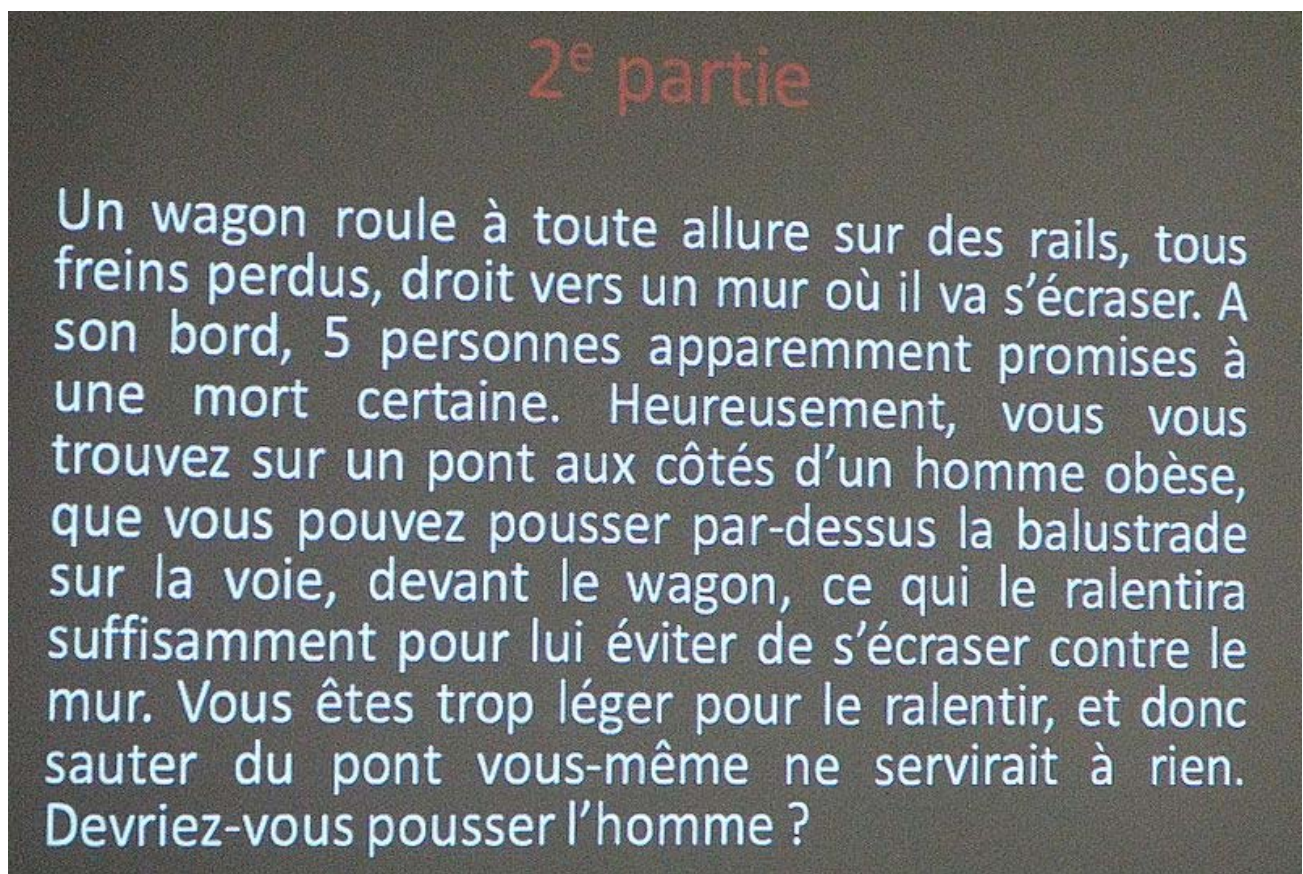 2e partie
Un wagon roule à toute allure sur des rails, tous
freins perdus, droit vers un mur où il va s’écraser. A
son bord, 5 personnes apparemment promises à
une mort certaine. Heureusement, vous vous
trouvez sur un pont aux côtés d’un homme obèse,
que vous pouvez pousser par-dessus la balustrade
sur la voie, devant le wagon, ce qui le ralentira
suffisamment pour lui éviter de s’écraser contre le
mur. Vous êtes trop léger pour le ralentir, et donc
sauter du pont vous-même ne servirait à rien.
Devriez-vous pousser l’homme ?